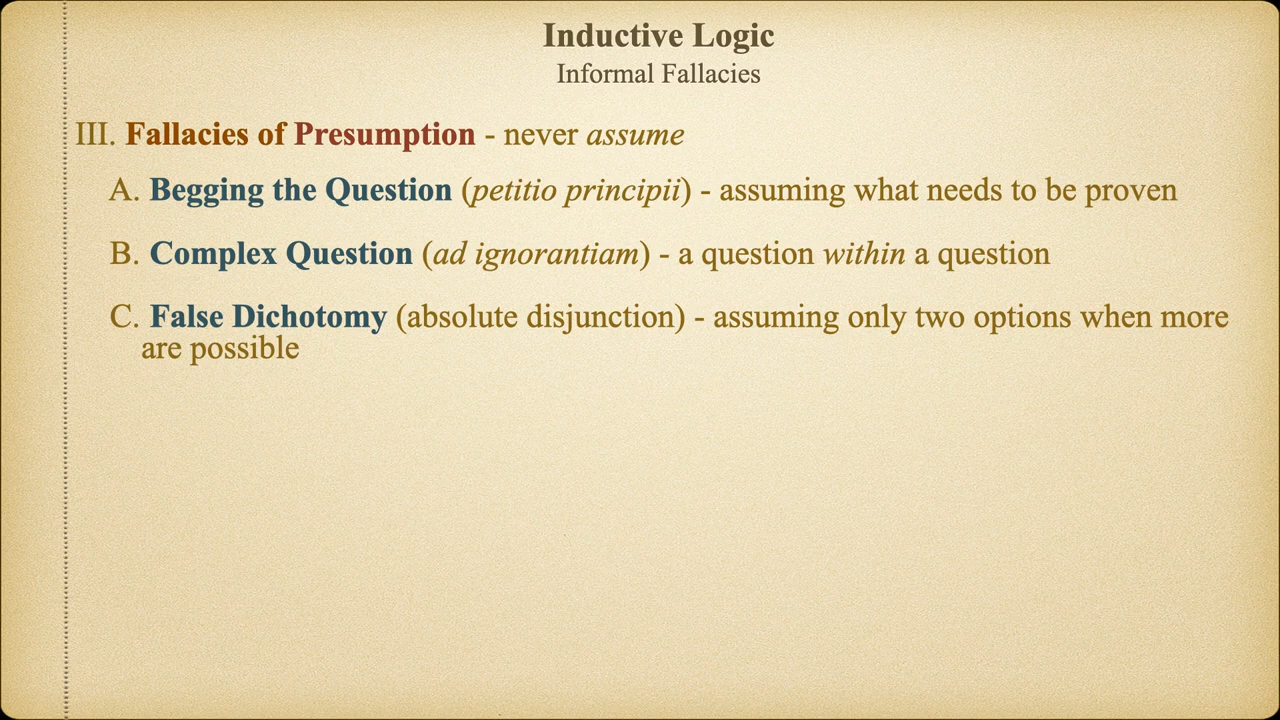 Inductive Logic
Informal Fallacies
III. Fallacies of Presumption - never assume
A. Begging the Question (petitio principii) - assuming what needs to be proven
B. Complex Question (ad ignorantiam) - a question within a question
C. False Dichotomy (absolute disjunction) - assuming only two options when more
are possible